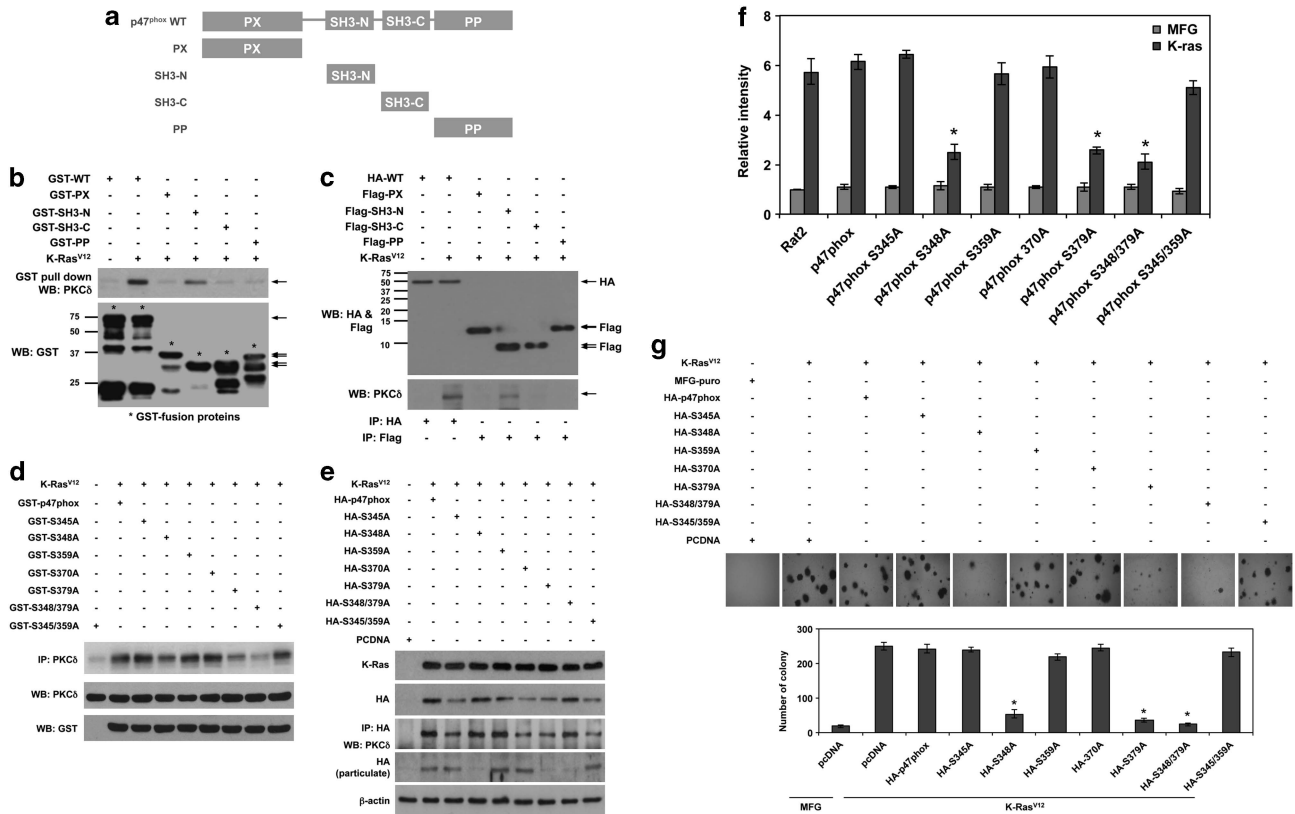 a
p47phox WT PX SH3-N SH3-C PP
PX PX
SH3-N SH3-N
SH3-C SH3-C
PP PP
b
GST-WT + + - - - -
GST-PX - - + - - -
GST-SH3-N - - - + - -
GST-SH3-C - - - - + -
GST-PP - - - - - +
K-RasV12 - + + + + +
GST pull down
WB: PKCδ
WB: GST
75
50
37
25
* * * * * *
* GST-fusion proteins
c
HA-WT + + - - - -
Flag-PX - - + - - -
Flag-SH3-N - - - + - -
Flag-SH3-C - - - - + -
Flag-PP - - - - - +
K-RasV12 - + + + + +
75
50
37
25
20
15
10
WB: HA &
Flag
HA
Flag
Flag
WB: PKCδ
IP: HA + + - - - -
IP: Flag - - + + + +
d
K-RasV12 - + + + + + + + +
GST-p47phox - + - - - - - - -
GST-S345A - - + - - - - - -
GST-S348A - - - + - - - - -
GST-S359A - - - - + - - - -
GST-S370A - - - - - + - - -
GST-S379A - - - - - - + - -
GST-S348/379A - - - - - - - + -
GST-S345/359A + - - - - - - - +
IP: PKCδ
WB: PKCδ
WB: GST
e
K-RasV12 - + + + + + + + +
HA-p47phox - + - - - - - - -
HA-S345A - - + - - - - - -
HA-S348A - - - + - - - - -
HA-S359A - - - - + - - - -
HA-S370A - - - - - + - - -
HA-S379A - - - - - - + - -
HA-S348/379A - - - - - - - + -
HA-S345/359A - - - - - - - - +
PCDNA + - - - - - - - -
K-Ras
HA
IP: HA
WB: PKCδ
HA
(particulate)
β-actin
f
MFG
K-ras
Relative intensity
8
6
4
2
0
* * *
Rat2
p47phox
p47phox S345A
p47phox S348A
p47phox S359A
p47phox 370A
p47phox S379A
p47phox S348/379A
p47phox S345/359A
g
K-RasV12 - + + + + + + + + +
MFG-puro + - - - - - - - - -
HA-p47phox - - + - - - - - - -
HA-S345A - - - + - - - - - -
HA-S348A - - - - + - - - - -
HA-S359A - - - - - + - - - -
HA-S370A - - - - - - + - - -
HA-S379A - - - - - - - + - -
HA-S348/379A - - - - - - - - + -
HA-S345/359A - - - - - - - - - +
PCDNA + + - - - - - - - -
Number of colony
300
200
100
0
* * *
pcDNA
pcDNA
HA-p47phox
HA-S345A
HA-S348A
HA-S359A
HA-370A
HA-S379A
HA-S348/379A
HA-S345/359A
MFG
K-RasV12